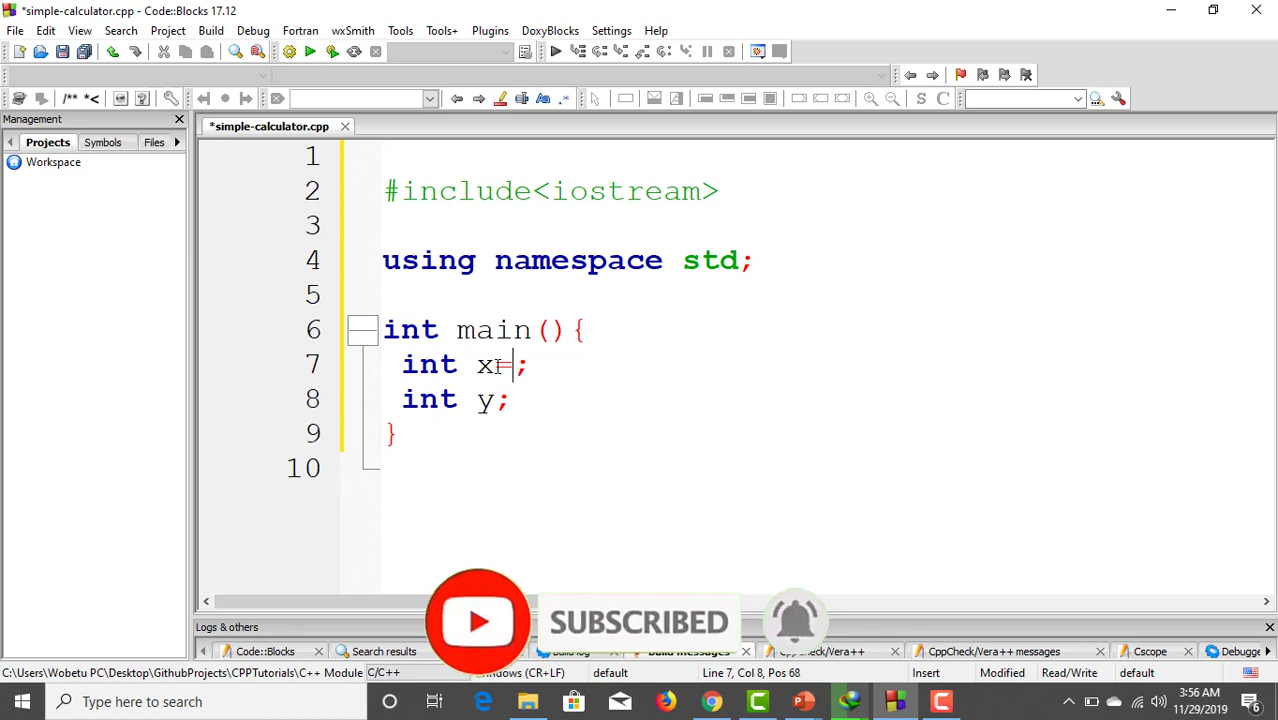 *simple-calculator.cpp - Code::Blocks 17.12
File Edit View Search Project Build Debug Fortran wxSmith Tools Tools+ Plugins DoxyBlocks Settings Help
/** *<
S C
Management
*simple-calculator.cpp
Projects Symbols Files
Workspace
1
2 #include<iostream>
3
4 using namespace std;
5
6 int main(){
7 int x=;
8 int y;
9 }
10
SUBSCRIBED
Logs & others
Code::Blocks Search results Build log Build messages CppCheck/Vera++ CppCheck/Vera++ messages Cscope Debugge
C:\Users\Wobetu PC\Desktop\GithubProjects\CPPTutorials\C++ Module C/C++ Windows (CR+LF) default Line 7, Col 8, Pos 68 Insert Modified Read/Write default
Type here to search
3:56 AM
11/29/2019
6